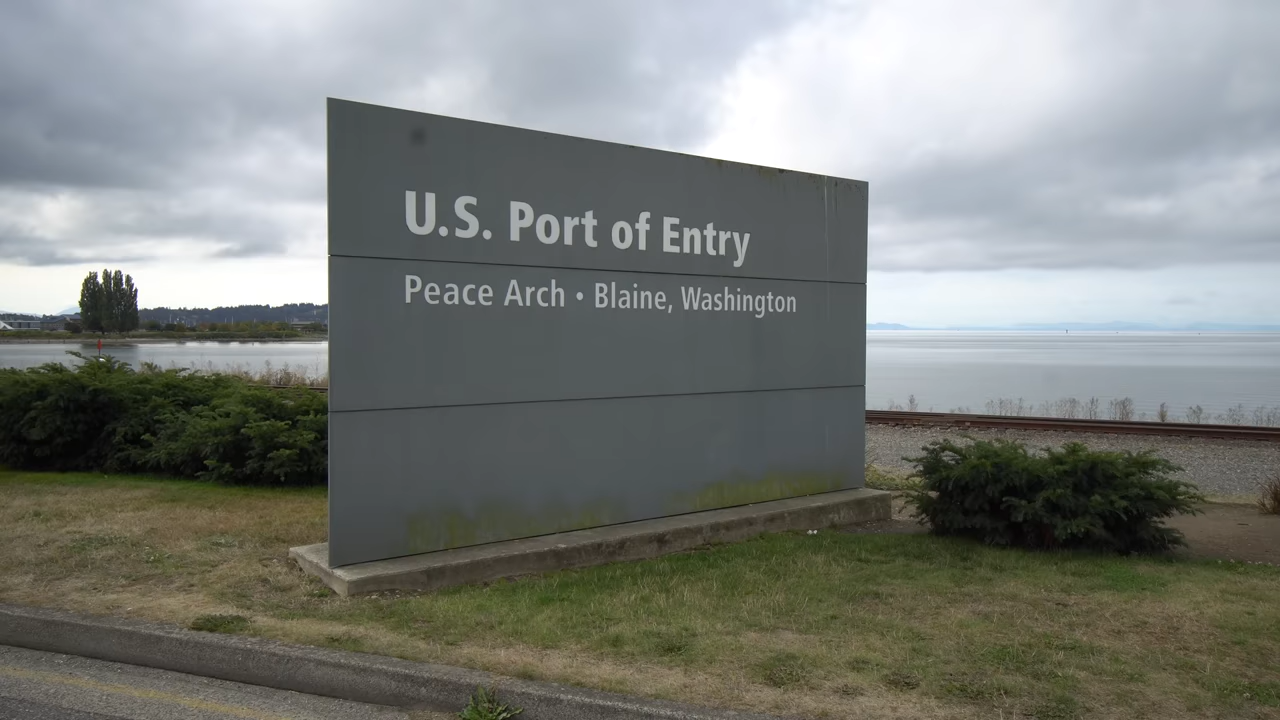 U.S. Port of Entry
Peace Arch • Blaine, Washington